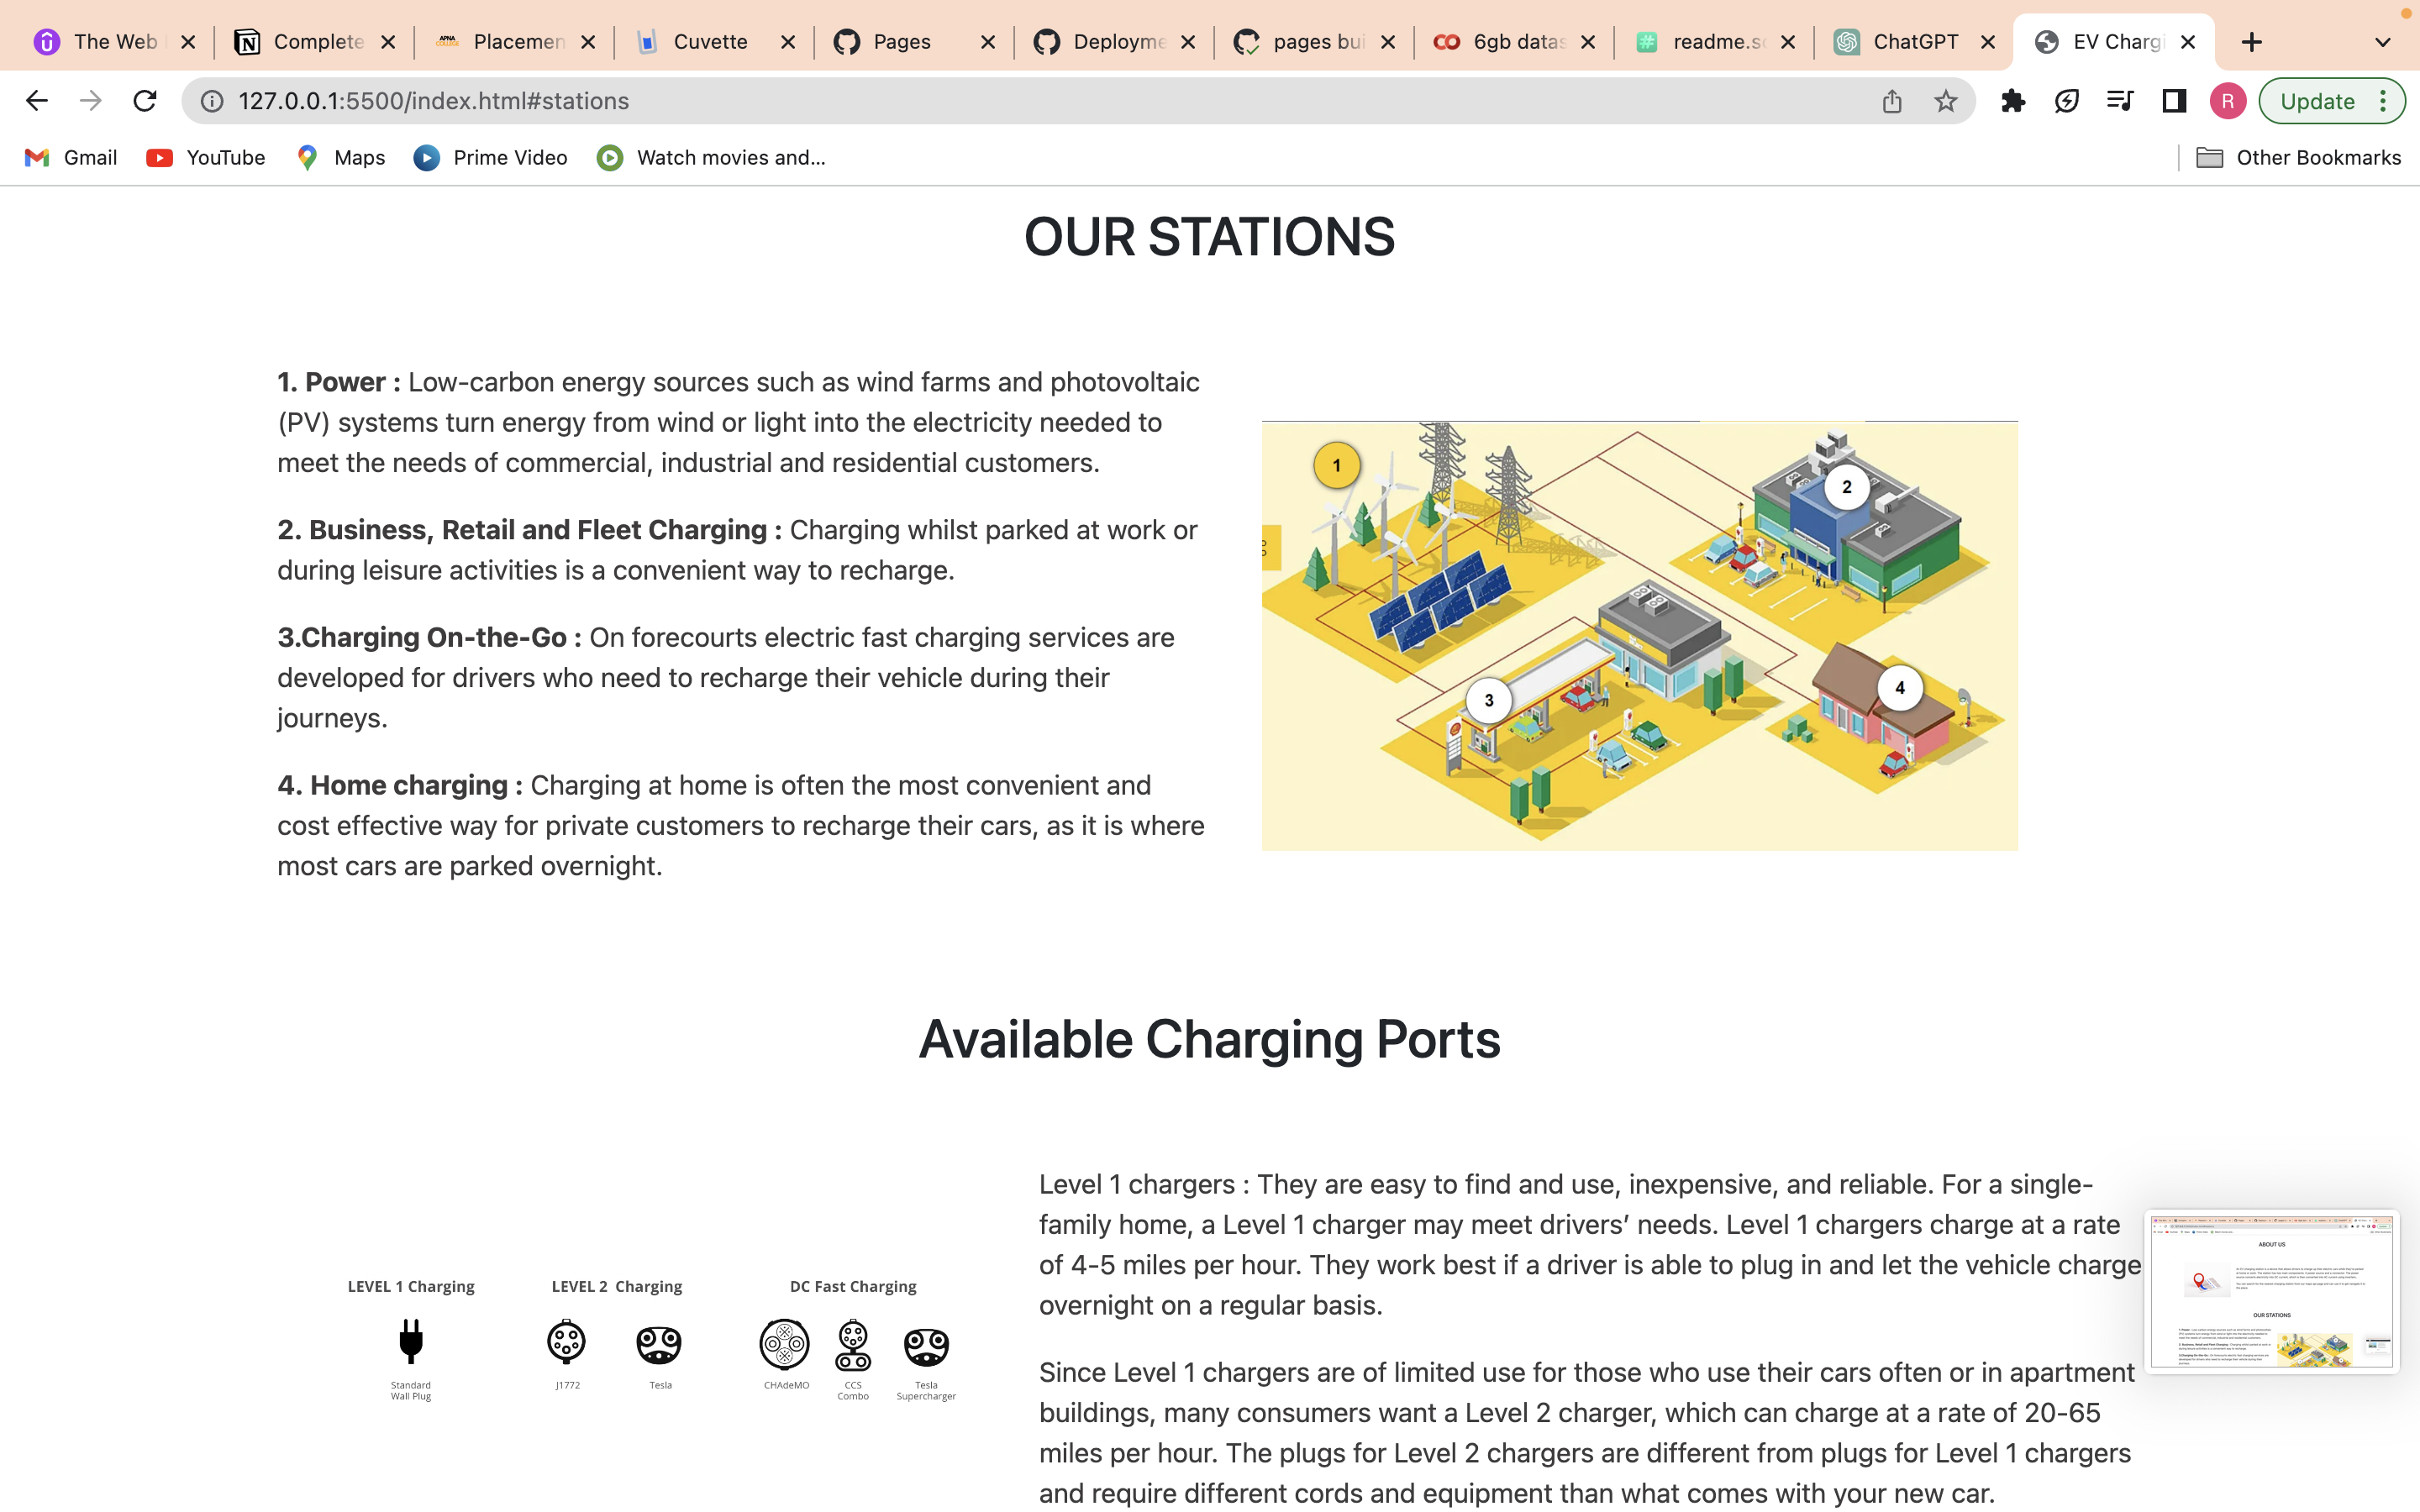 The Web
Complete
Placemen
Cuvette
Pages
Deployme
pages bui
6gb datas
readme.so
ChatGPT
EV Chargi
127.0.0.1:5500/index.html#stations
R
Update
Gmail
YouTube
Maps
Prime Video
Watch movies and...
Other Bookmarks
OUR STATIONS
1. Power : Low-carbon energy sources such as wind farms and photovoltaic
(PV) systems turn energy from wind or light into the electricity needed to
meet the needs of commercial, industrial and residential customers.
2. Business, Retail and Fleet Charging : Charging whilst parked at work or
during leisure activities is a convenient way to recharge.
3.Charging On-the-Go : On forecourts electric fast charging services are
developed for drivers who need to recharge their vehicle during their
journeys.
4. Home charging : Charging at home is often the most convenient and
cost effective way for private customers to recharge their cars, as it is where
most cars are parked overnight.
1
2
3
4
Available Charging Ports
LEVEL 1 Charging
LEVEL 2 Charging
DC Fast Charging
Standard
Wall Plug
J1772
Tesla
CHAdeMO
CCS
Combo
Tesla
Supercharger
Level 1 chargers : They are easy to find and use, inexpensive, and reliable. For a single-
family home, a Level 1 charger may meet drivers’ needs. Level 1 chargers charge at a rate
of 4-5 miles per hour. They work best if a driver is able to plug in and let the vehicle charge
overnight on a regular basis.
Since Level 1 chargers are of limited use for those who use their cars often or in apartment
buildings, many consumers want a Level 2 charger, which can charge at a rate of 20-65
miles per hour. The plugs for Level 2 chargers are different from plugs for Level 1 chargers
and require different cords and equipment than what comes with your new car.
ABOUT US
OUR STATIONS